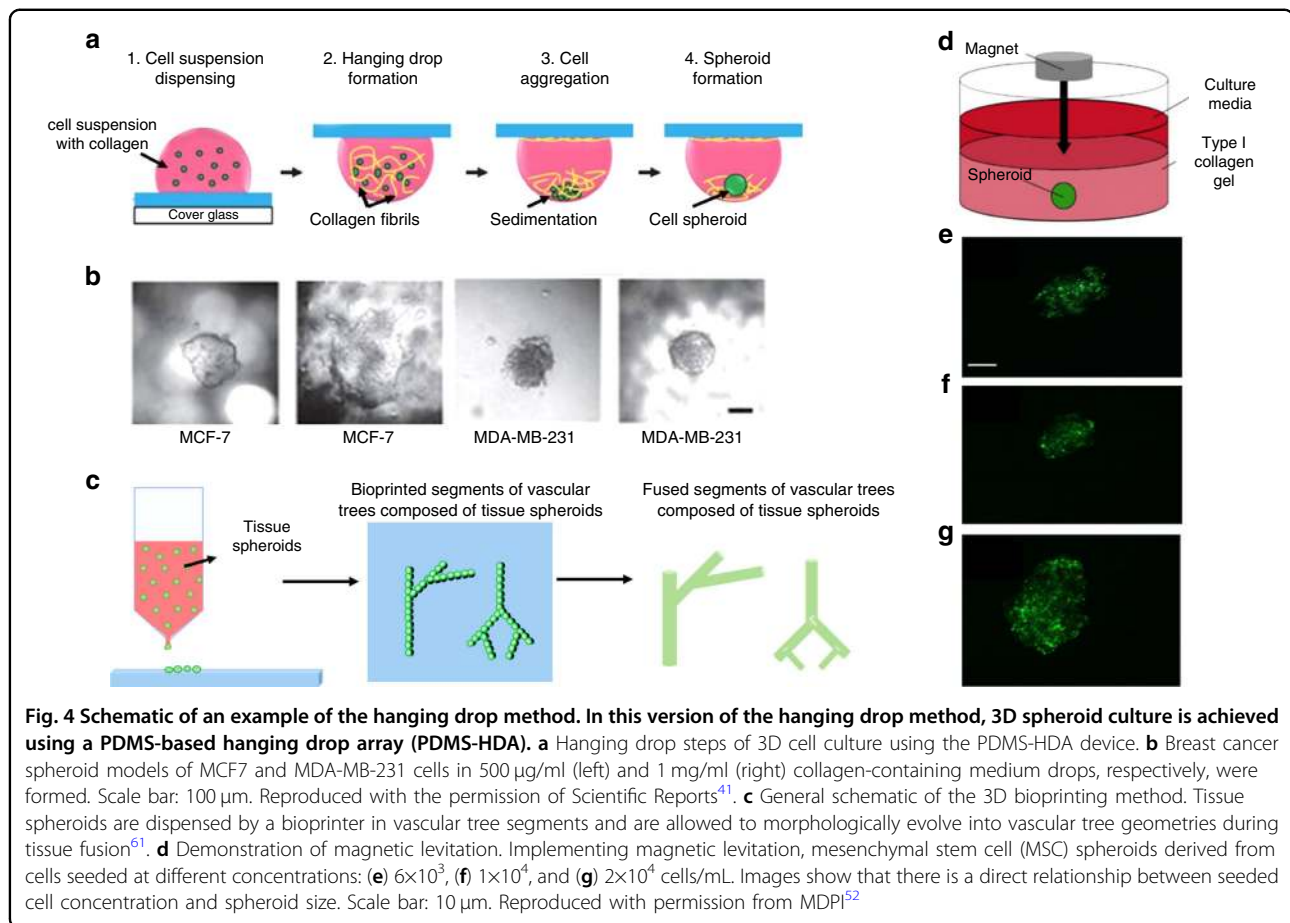 a
1. Cell suspension
dispensing
2. Hanging drop
formation
3. Cell
aggregation
4. Spheroid
formation
cell suspension
with collagen
Cover glass
Collagen fibrils
Sedimentation
Cell spheroid
b
MCF-7
MCF-7
MDA-MB-231
MDA-MB-231
c
Tissue
spheroids
Bioprinted segments of vascular
trees composed of tissue spheroids
Fused segments of vascular trees
composed of tissue spheroids
d
Magnet
Culture
media
Type I
collagen
gel
Spheroid
e
f
g
Fig. 4 Schematic of an example of the hanging drop method. In this version of the hanging drop method, 3D spheroid culture is achieved
using a PDMS-based hanging drop array (PDMS-HDA). a Hanging drop steps of 3D cell culture using the PDMS-HDA device. b Breast cancer
spheroid models of MCF7 and MDA-MB-231 cells in 500 µg/ml (left) and 1 mg/ml (right) collagen-containing medium drops, respectively, were
formed. Scale bar: 100 µm. Reproduced with the permission of Scientific Reports⁴¹. c General schematic of the 3D bioprinting method. Tissue
spheroids are dispensed by a bioprinter in vascular tree segments and are allowed to morphologically evolve into vascular tree geometries during
tissue fusion⁶¹. d Demonstration of magnetic levitation. Implementing magnetic levitation, mesenchymal stem cell (MSC) spheroids derived from
cells seeded at different concentrations: (e) 6×10³, (f) 1×10⁴, and (g) 2×10⁴ cells/mL. Images show that there is a direct relationship between seeded
cell concentration and spheroid size. Scale bar: 10 µm. Reproduced with permission from MDPI⁵²